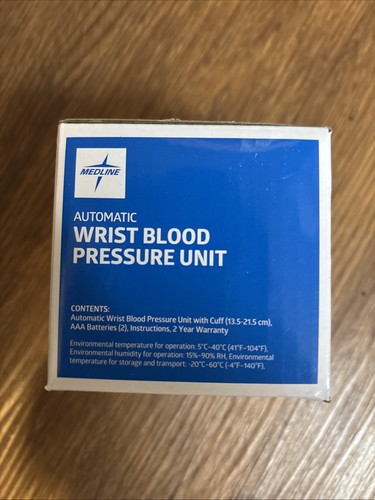 MEDLINE
AUTOMATIC
WRIST BLOOD
PRESSURE UNIT
CONTENTS:
Automatic Wrist Blood Pressure Unit with Cuff (13.5-21.5 cm),
AAA Batteries (2), Instructions, 2 Year Warranty
Environmental temperature for operation: 5°C–40°C (41°F–104°F).
Environmental humidity for operation: 15%–90% RH, Environmental
temperature for storage and transport: -20°C–60°C (-4°F–140°F).